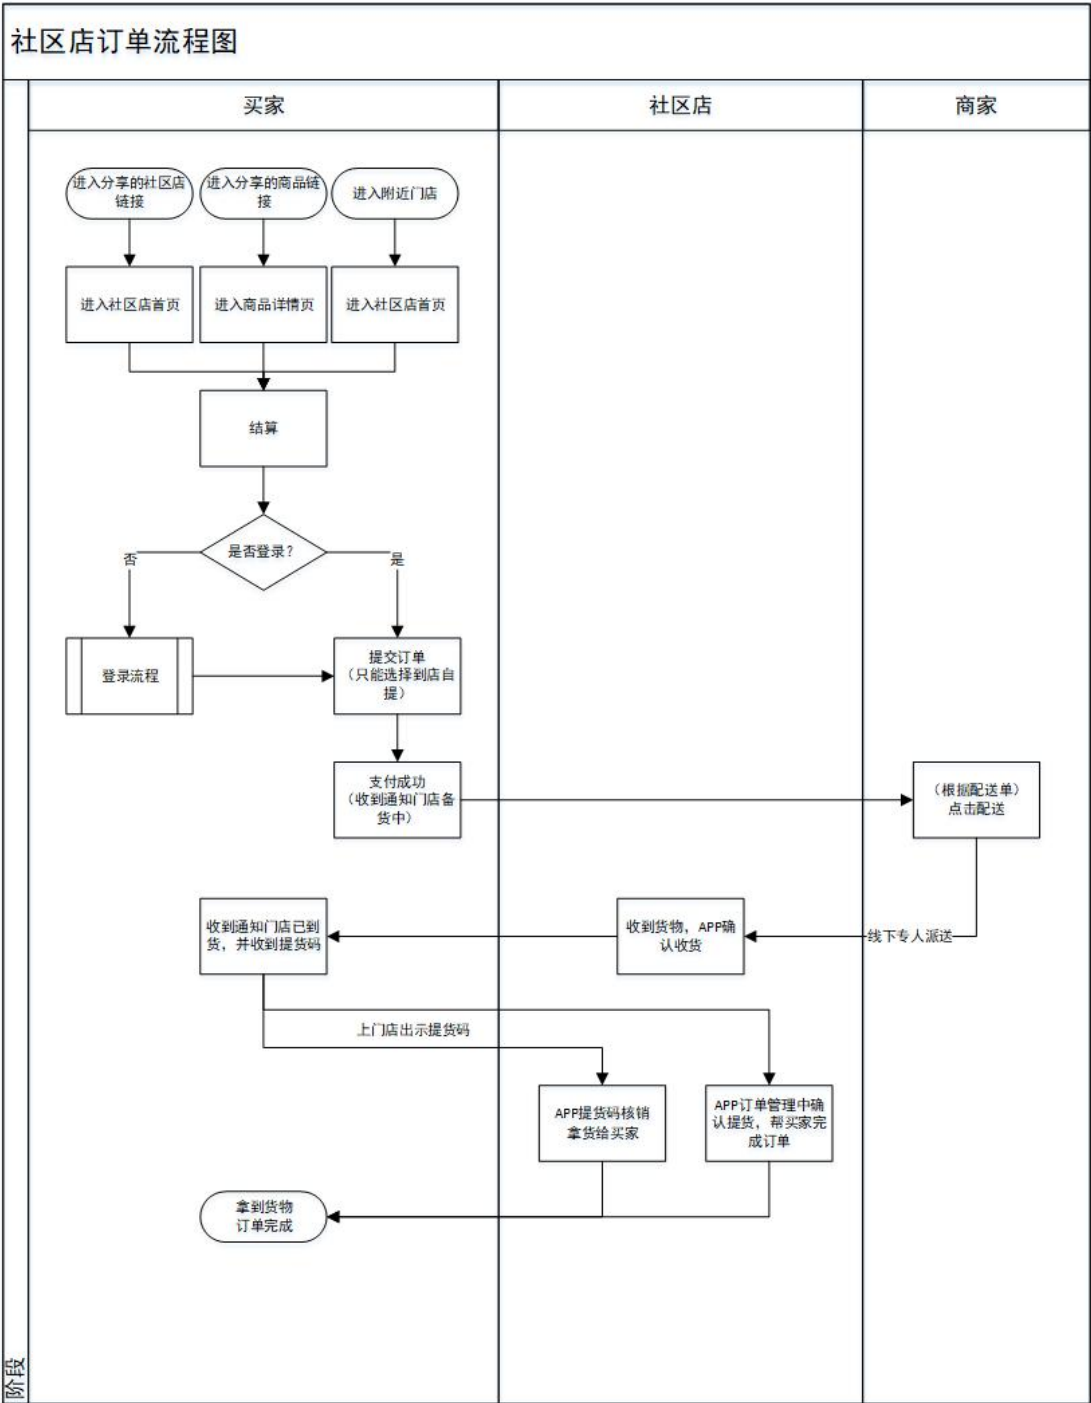 社区店订单流程图
买家
社区店
商家
进入分享的社区店
链接
进入分享的商品链
接
进入附近门店
进入社区店首页
进入商品详情页
进入社区店首页
结算
是否登录?
否
是
登录流程
提交订单
（只能选择到店自
提）
支付成功
（收到通知门店备
货中）
（根据配送单）
点击配送
收到通知门店已到
货，并收到提货码
收到货物，APP确
认收货
线下专人派送
上门店出示提货码
APP提货码核销
拿货给买家
APP订单管理中确
认提货，帮买家完
成订单
拿到货物
订单完成
阶段